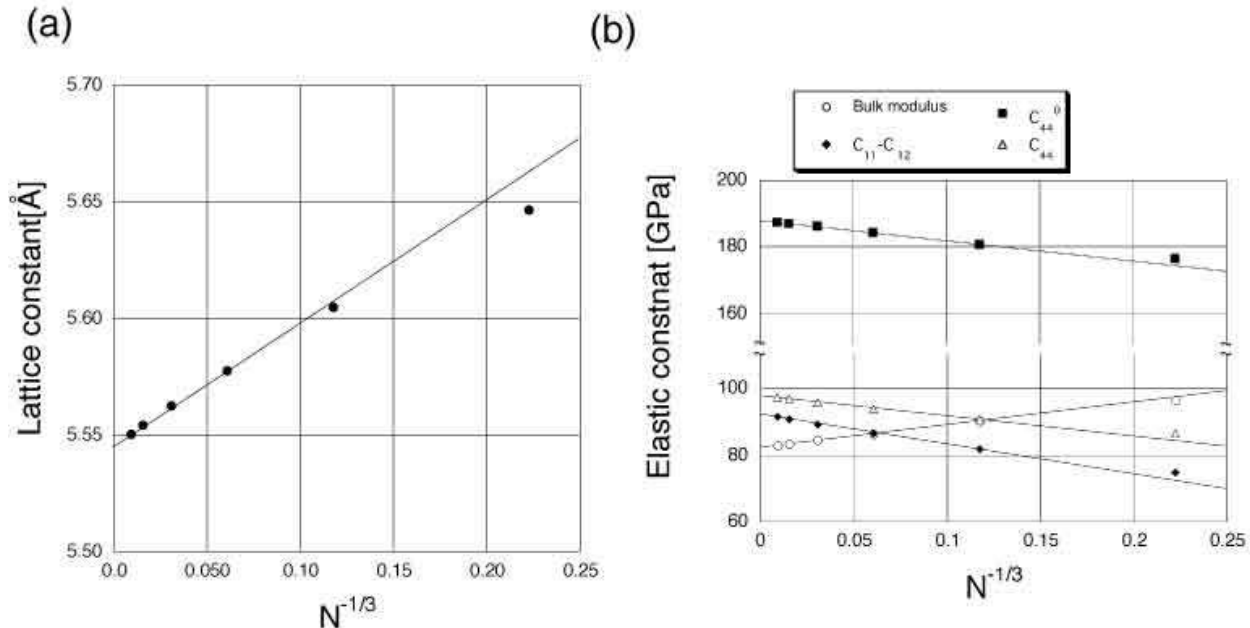 (a)
5.70
5.65
5.60
5.55
5.50
Lattice constant[Å]
0.0 0.050 0.10 0.15 0.20 0.25
N-1/3
(b)
Bulk modulus
C44 0
C11-C12
C44
200
180
160
100
80
60
Elastic constnat [GPa]
0 0.05 0.1 0.15 0.2 0.25
N-1/3